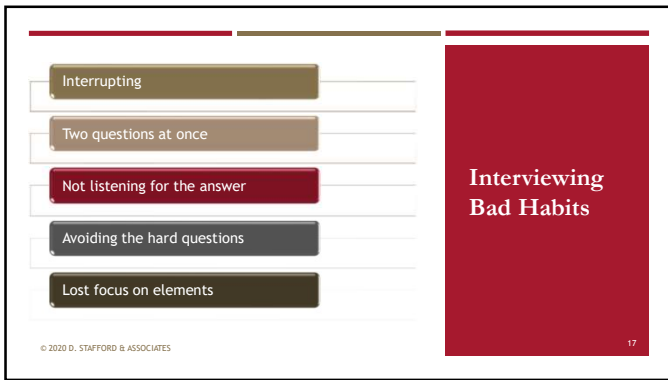 Interrupting
Two questions at once
Not listening for the answer
Avoiding the hard questions
Lost focus on elements
Interviewing
Bad Habits
© 2020 D. STAFFORD & ASSOCIATES
17